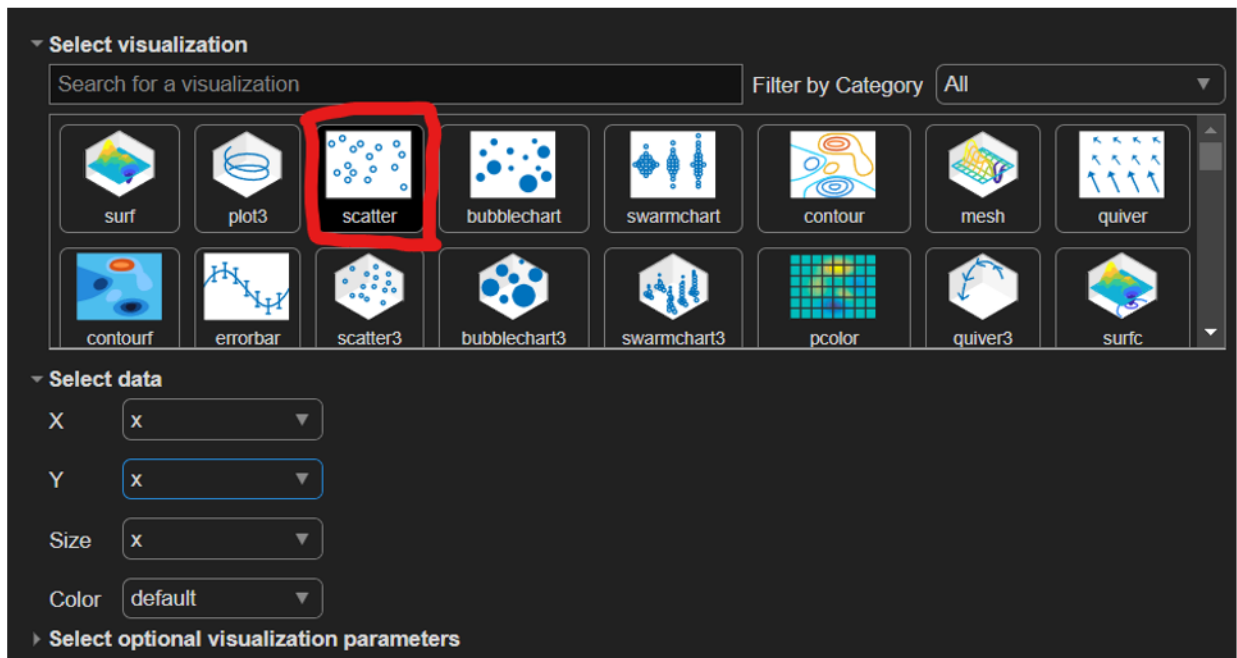 Select visualization
Search for a visualization Filter by Category All
surf plot3 scatter bubblechart swarmchart contour mesh quiver
contourf errorbar scatter3 bubblechart3 swarmchart3 pcolor quiver3 surfc
Select data
X x
Y x
Size x
Color default
Select optional visualization parameters